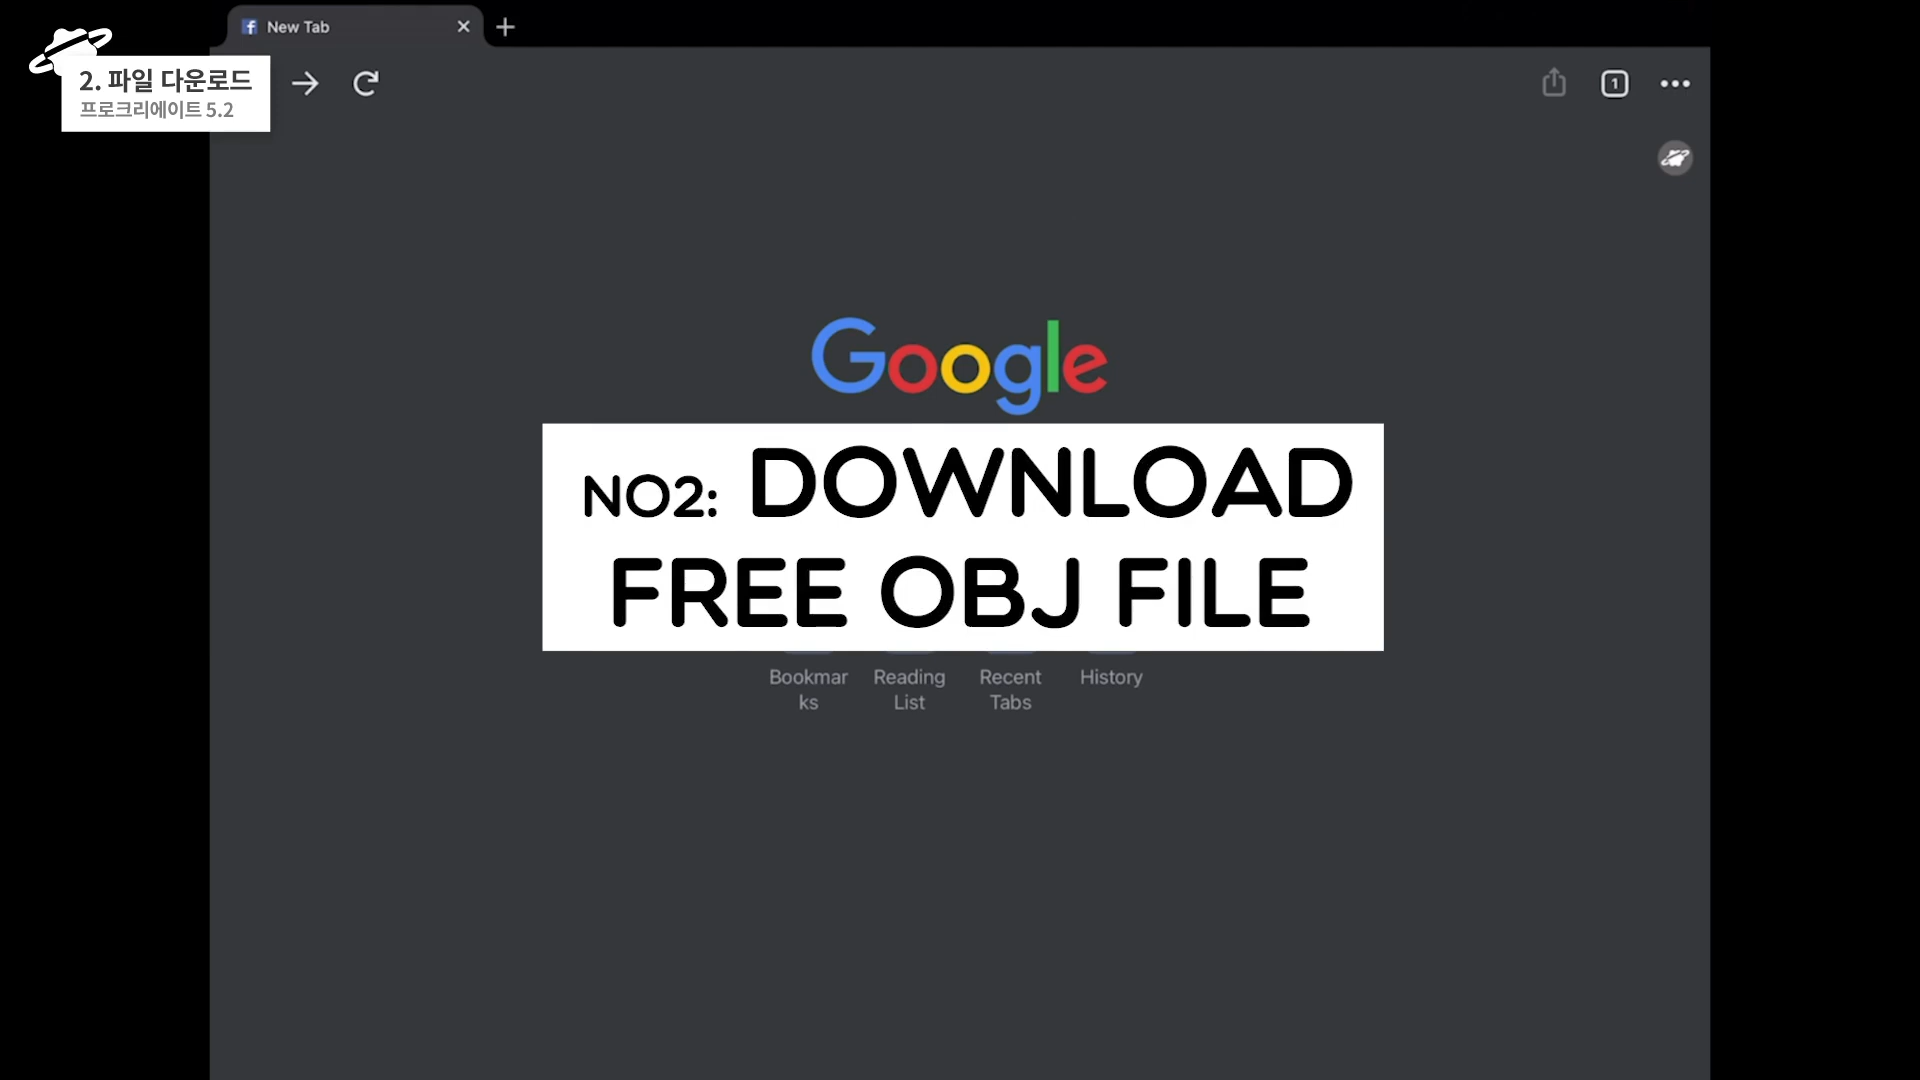 New Tab
2. 파일 다운로드
프로크리에이트 5.2
1
Google
NO2: DOWNLOAD
FREE OBJ FILE
Bookmar
ks
Reading
List
Recent
Tabs
History